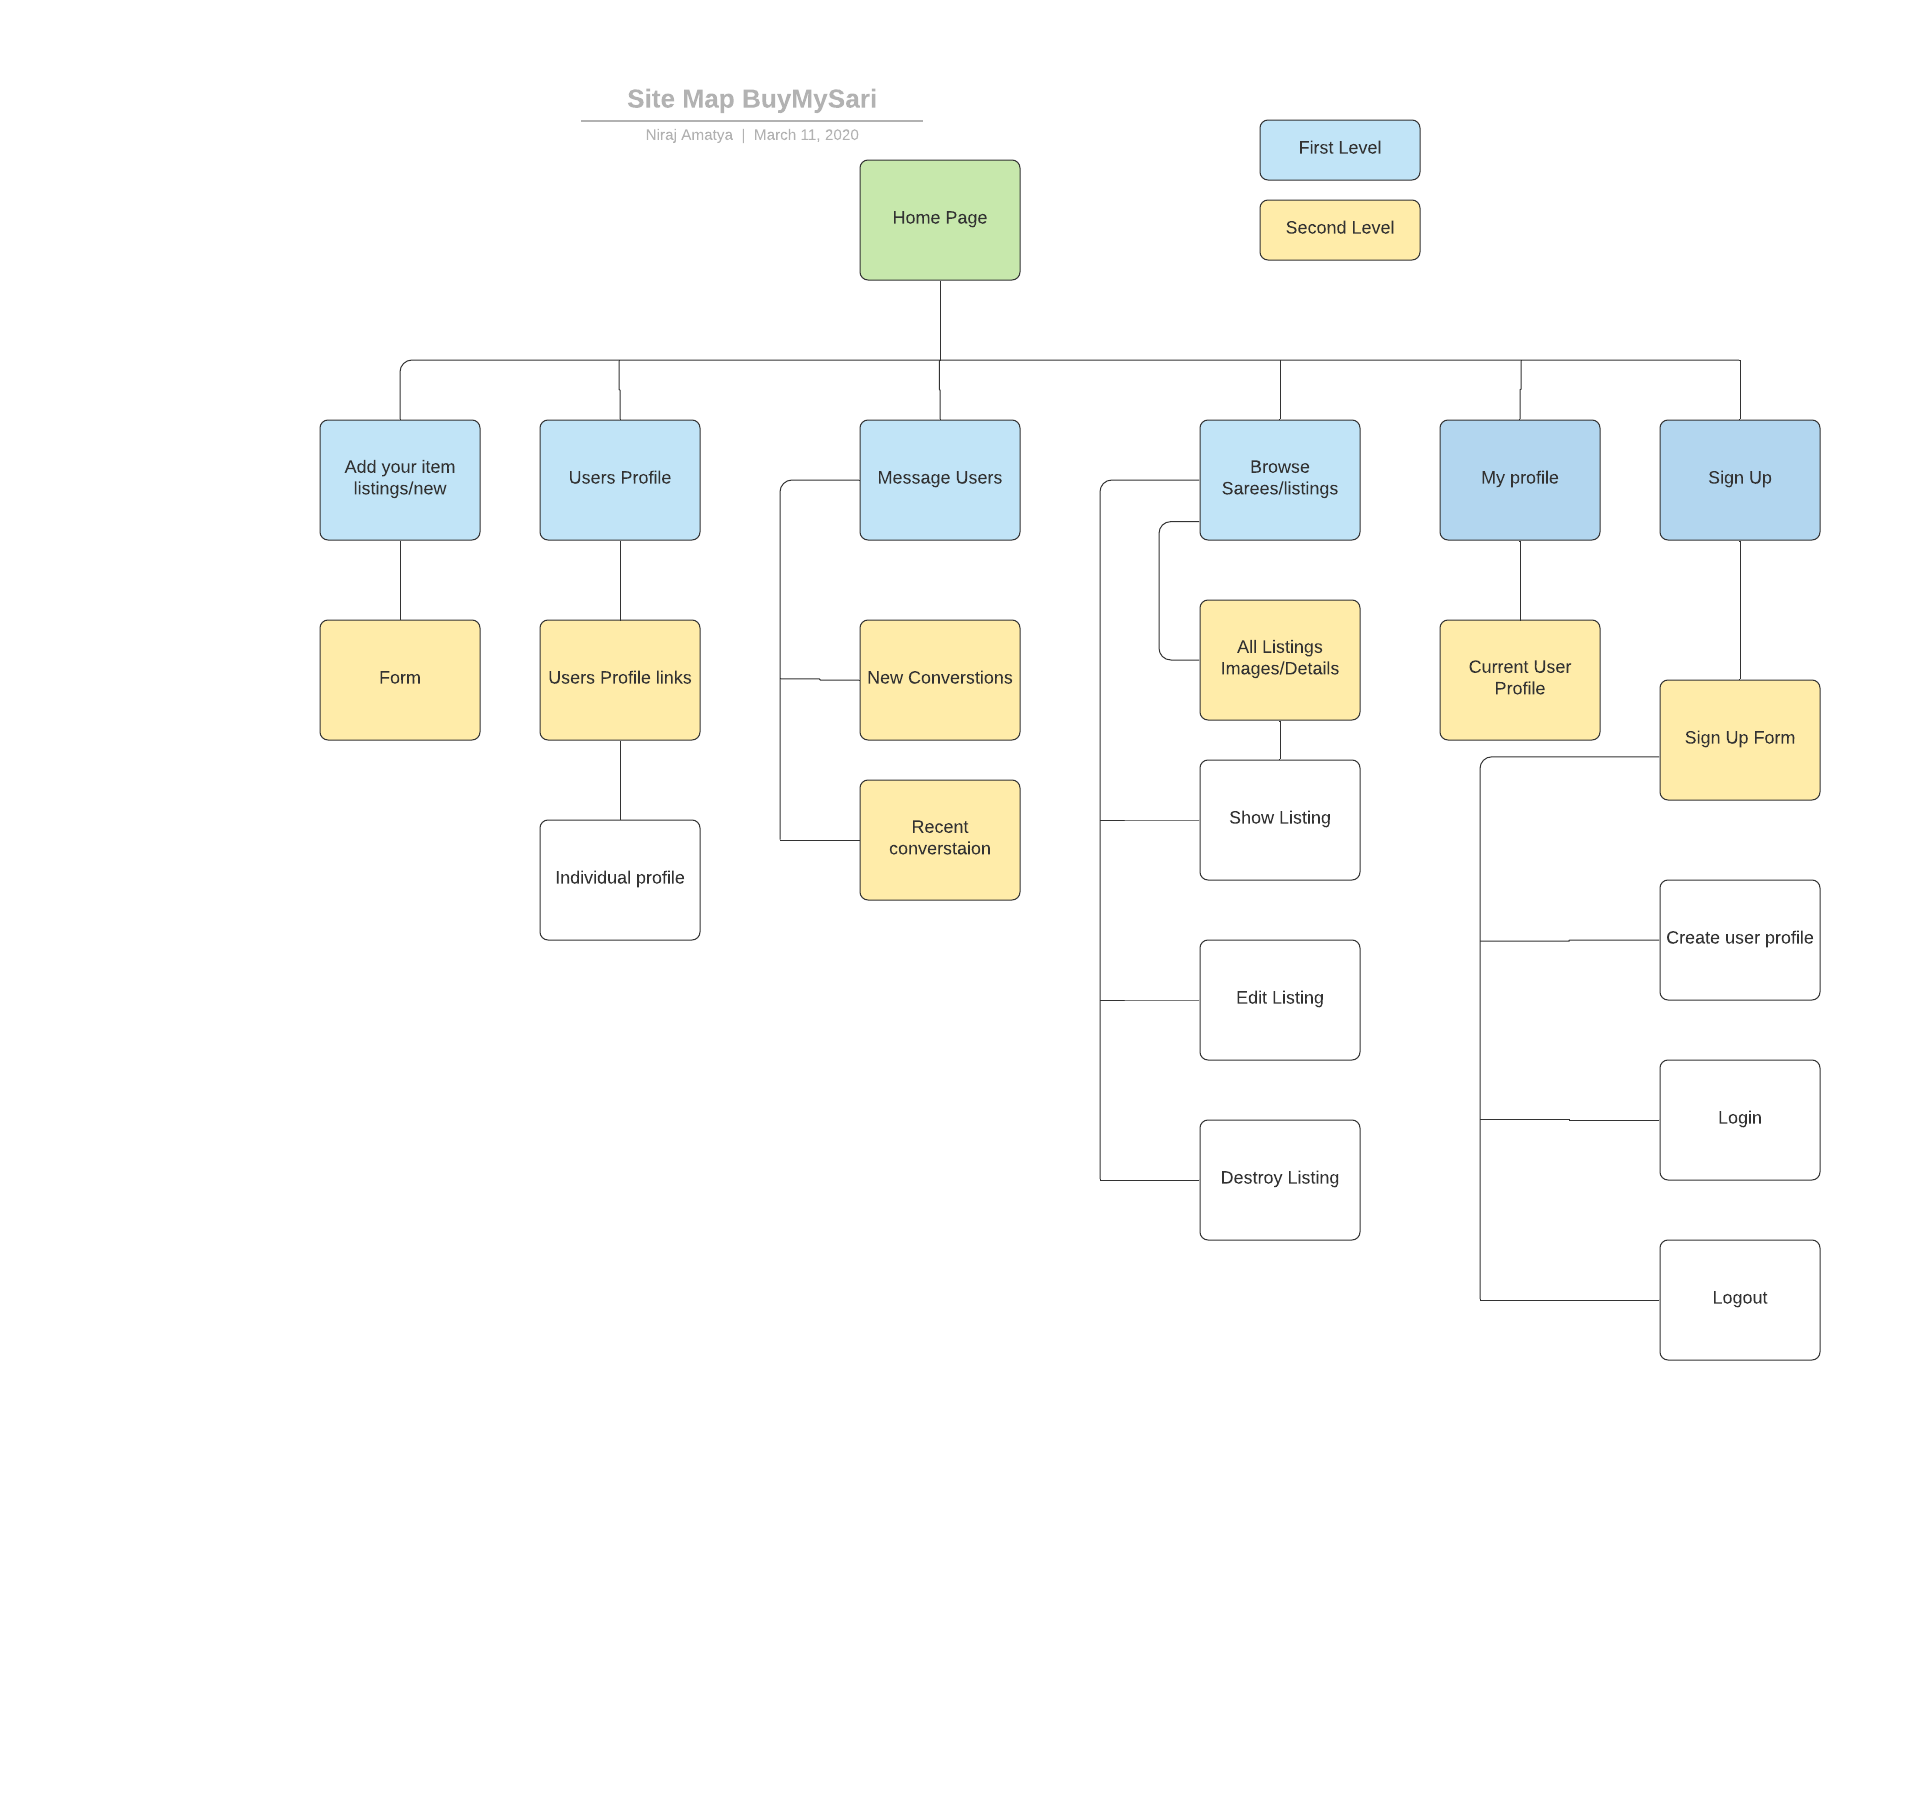 Site Map BuyMySari
Niraj Amatya | March 11, 2020
First Level
Home Page
Second Level
Add your item
listings/new
Users Profile
Message Users
Browse
Sarees/listings
My profile
Sign Up
Form
Users Profile links
New Converstions
All Listings
Images/Details
Current User
Profile
Sign Up Form
Recent
converstaion
Show Listing
Individual profile
Create user profile
Edit Listing
Login
Destroy Listing
Logout